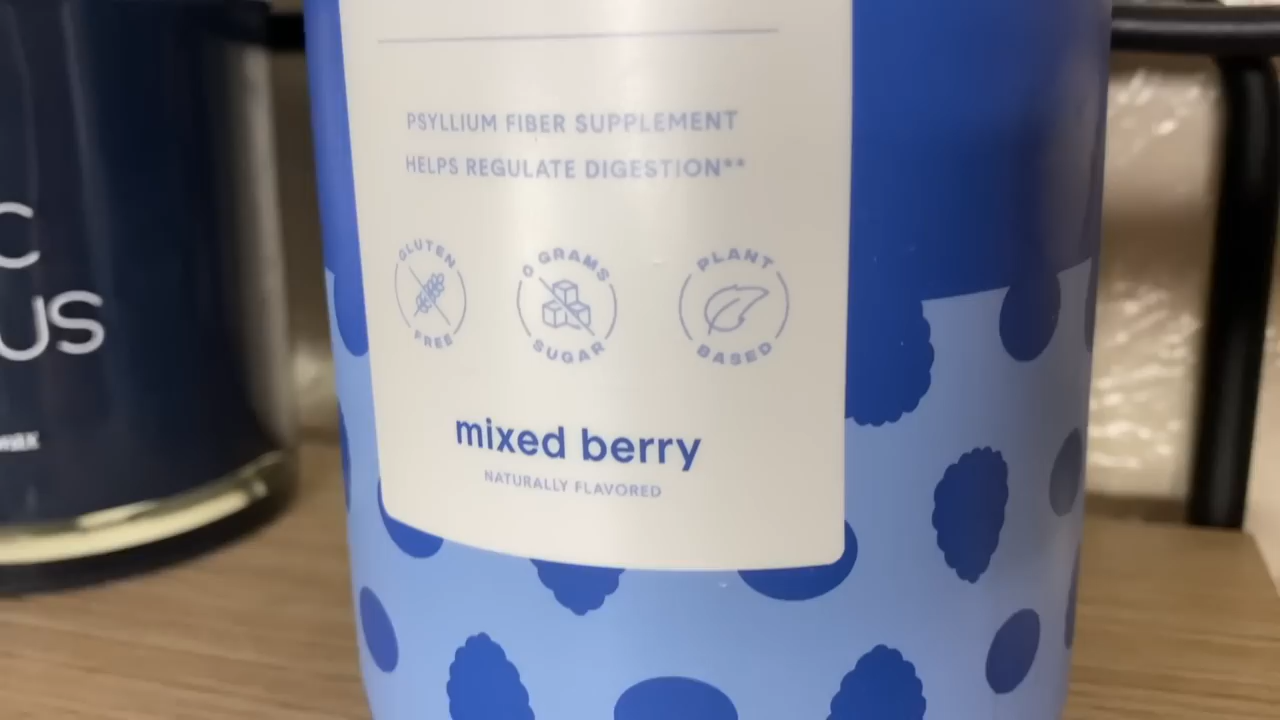 C
US
PSYLLIUM FIBER SUPPLEMENT
HELPS REGULATE DIGESTION**
GLUTEN FREE
0 GRAMS SUGAR
PLANT BASED
mixed berry
NATURALLY FLAVORED